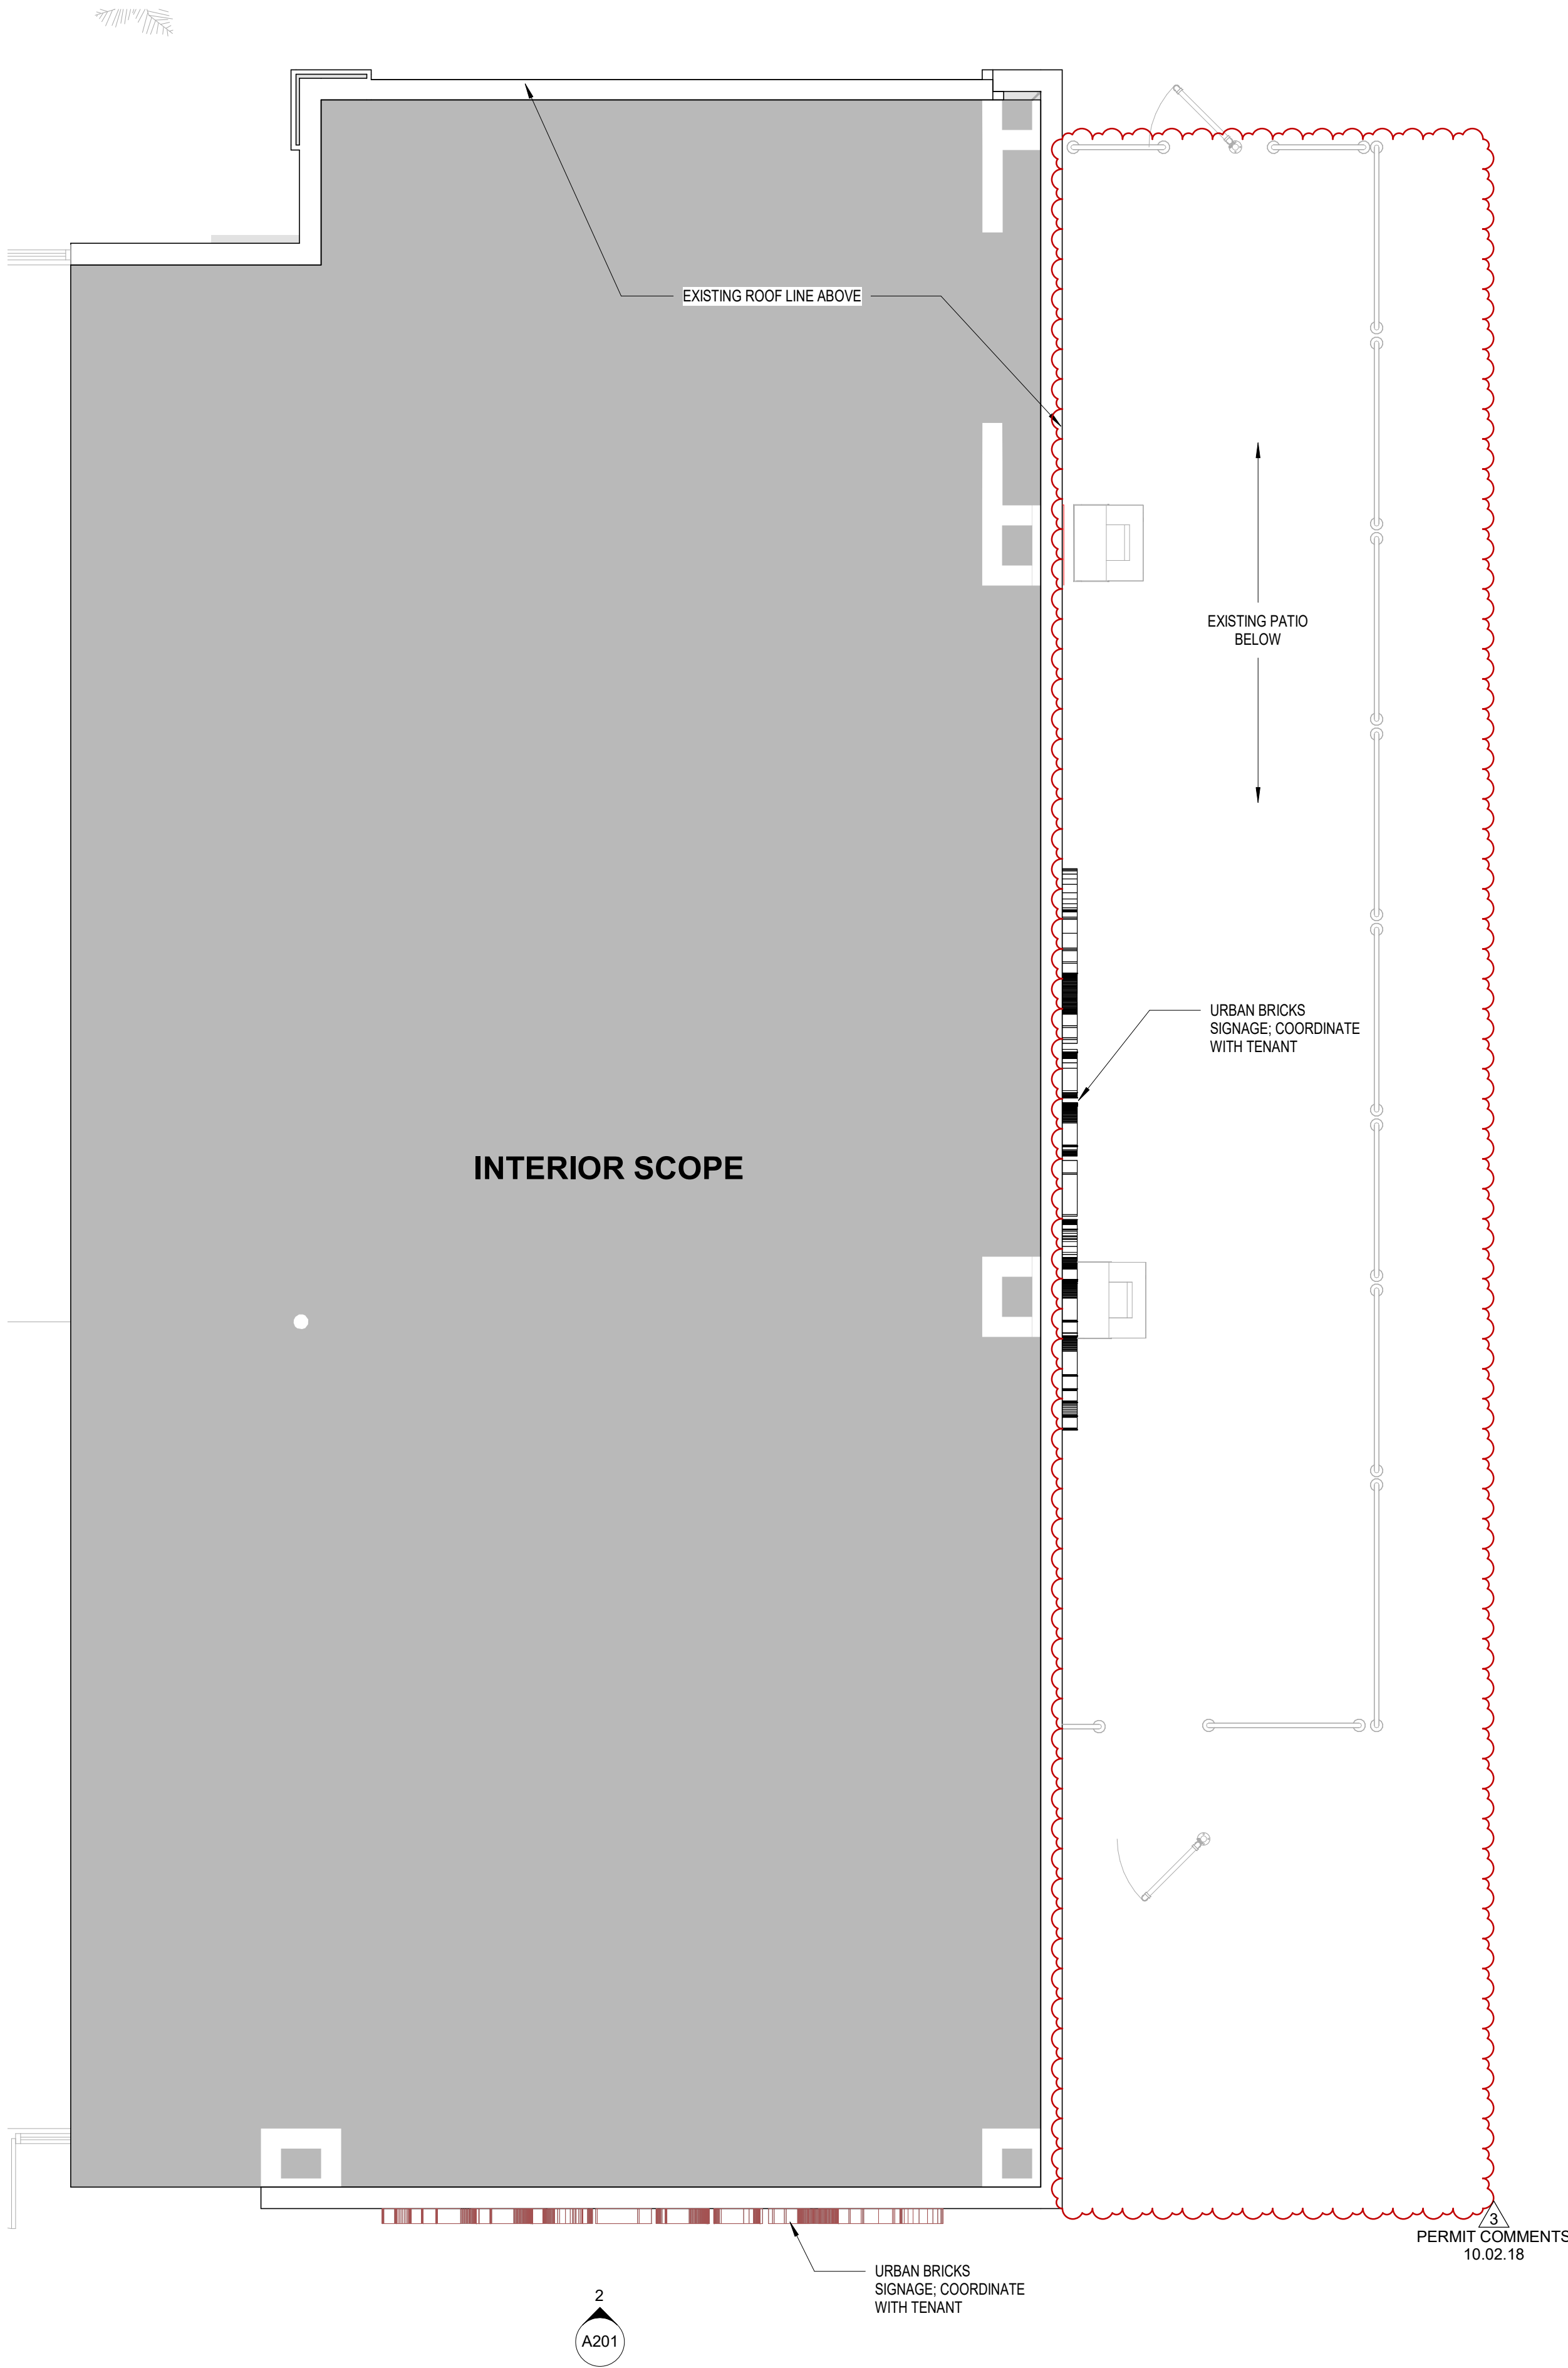 EXISTING ROOF LINE ABOVE
EXISTING PATIO
BELOW
URBAN BRICKS
SIGNAGE; COORDINATE
WITH TENANT
INTERIOR SCOPE
3
PERMIT COMMENTS
10.02.18
URBAN BRICKS
SIGNAGE; COORDINATE
WITH TENANT
2
A201